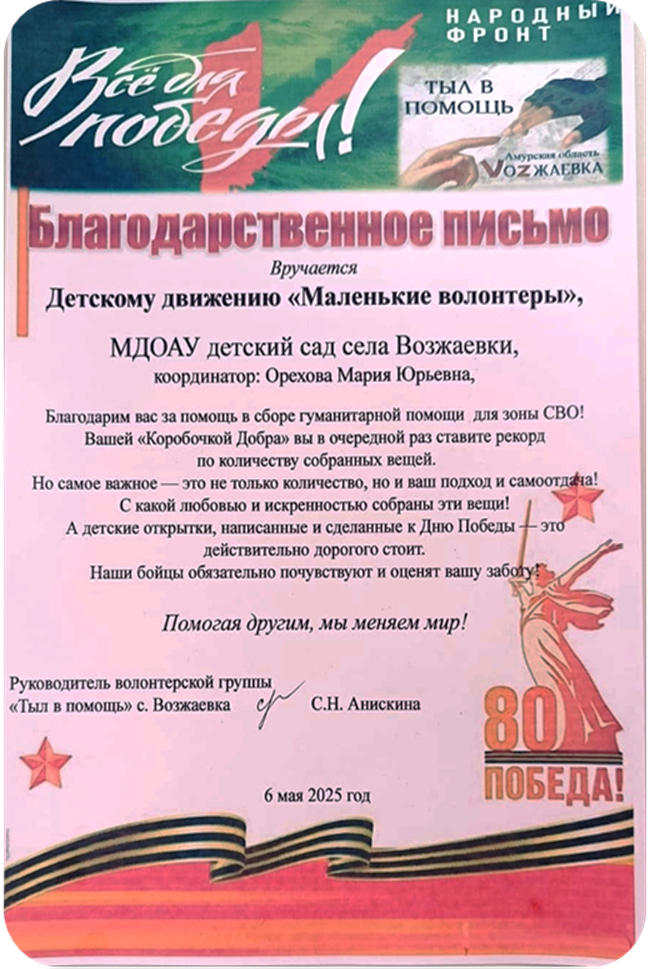 НАРОДНЫЙ
ФРОНТ
Всё для
победы!
ТЫЛ В
ПОМОЩЬ
Амурская область
VOZЖАЕВКА
Благодарственное письмо
Вручается
Детскому движению «Маленькие волонтеры»,
МДОАУ детский сад села Возжаевки,
координатор: Орехова Мария Юрьевна,
Благодарим вас за помощь в сборе гуманитарной помощи для зоны СВО!
Вашей «Коробочкой Добра» вы в очередной раз ставите рекорд
по количеству собранных вещей.
Но самое важное — это не только количество, но и ваш подход и самоотдача!
С какой любовью и искренностью собраны эти вещи!
А детские открытки, написанные и сделанные к Дню Победы — это
действительно дорогого стоит.
Наши бойцы обязательно почувствуют и оценят вашу заботу!
Помогая другим, мы меняем мир!
Руководитель волонтерской группы
«Тыл в помощь» с. Возжаевка С.Н. Анискина
80
ПОБЕДА!
6 мая 2025 год